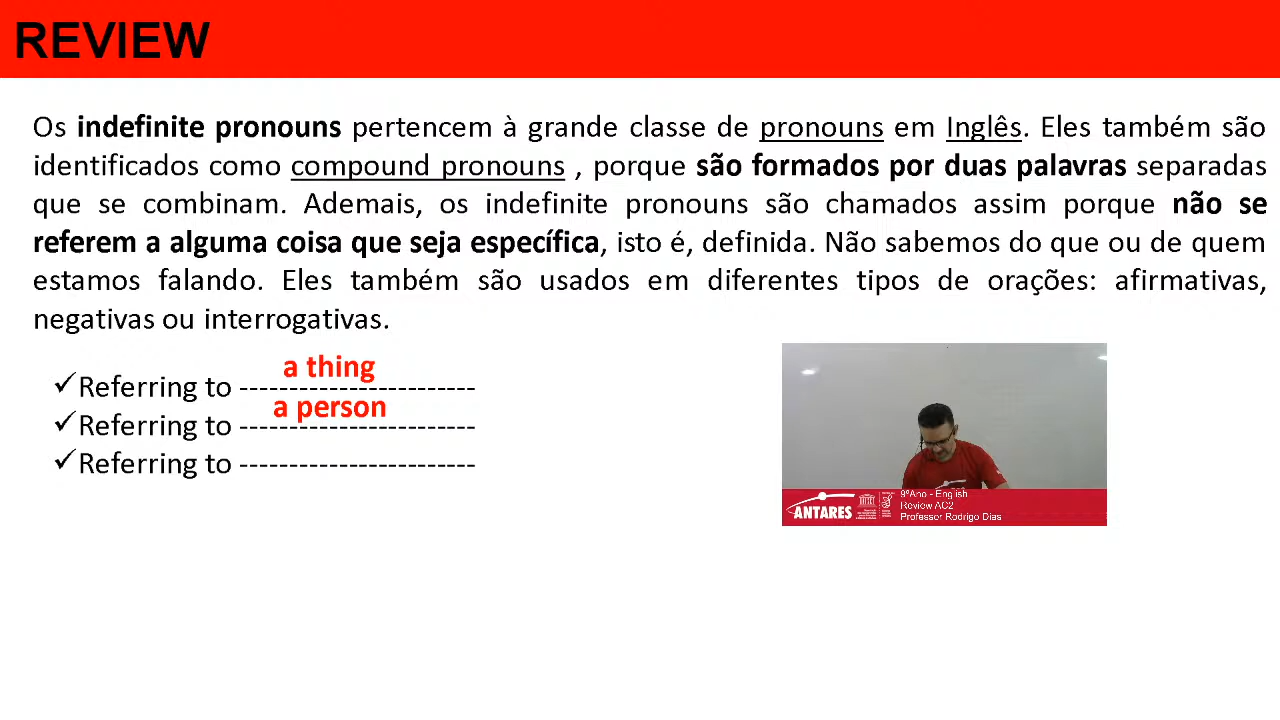 REVIEW
Os indefinite pronouns pertencem à grande classe de pronouns em Inglês. Eles também são
identificados como compound pronouns , porque são formados por duas palavras separadas
que se combinam. Ademais, os indefinite pronouns são chamados assim porque não se
referem a alguma coisa que seja específica, isto é, definida. Não sabemos do que ou de quem
estamos falando. Eles também são usados em diferentes tipos de orações: afirmativas,
negativas ou interrogativas.
a thing
✓Referring to ------------------------
a person
✓Referring to ------------------------
✓Referring to ------------------------
ANTARES
9ºAno - English
Review AC2
Professor Rodrigo Dias